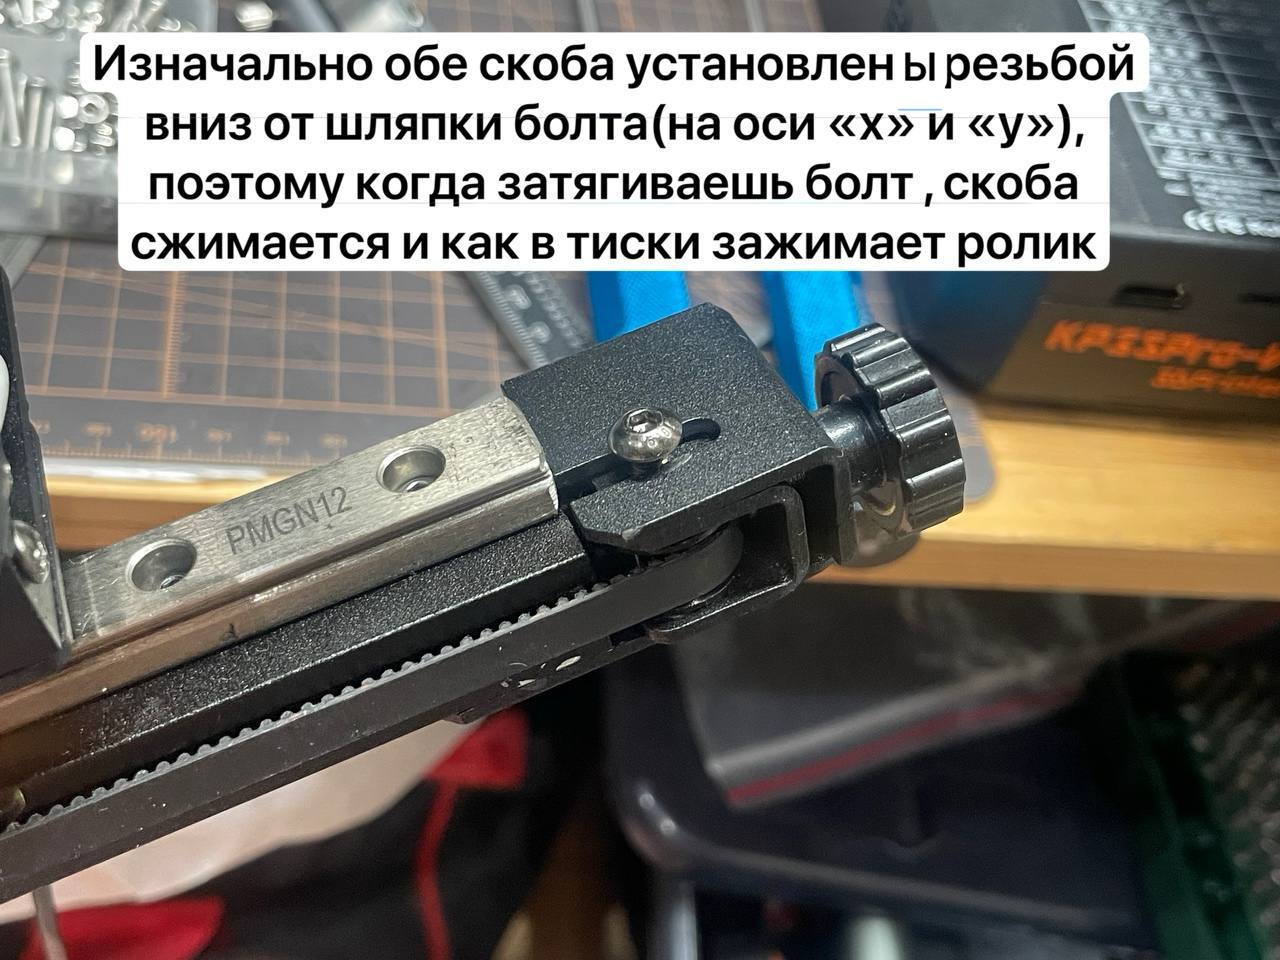 Изначально обе скоба установлены резьбой
вниз от шляпки болта(на оси «х» и «у»),
поэтому когда затягиваешь болт , скоба
сжимается и как в тиски зажимает ролик
PMGN12